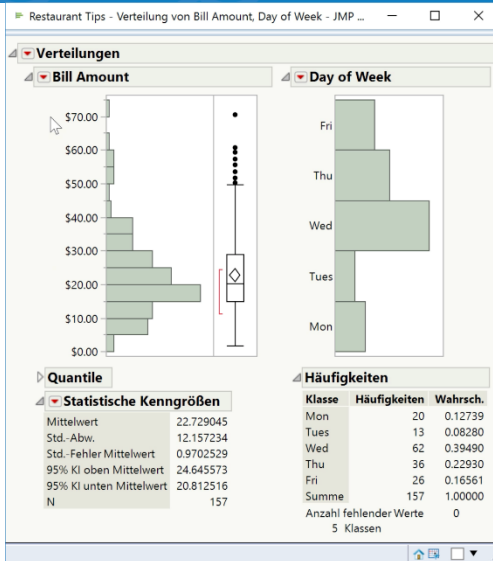 Restaurant Tips - Verteilung von Bill Amount, Day of Week - JMP ...
Verteilungen
Bill Amount
$70.00
$60.00
$50.00
$40.00
$30.00
$20.00
$10.00
$0.00
Quantile
Statistische Kenngrößen
Mittelwert 22.729045
Std.-Abw. 12.157234
Std.-Fehler Mittelwert 0.9702529
95% KI oben Mittelwert 24.645573
95% KI unten Mittelwert 20.812516
N 157
Day of Week
Fri
Thu
Wed
Tues
Mon
Häufigkeiten
Klasse Häufigkeiten Wahrsch.
Mon 20 0.12739
Tues 13 0.08280
Wed 62 0.39490
Thu 36 0.22930
Fri 26 0.16561
Summe 157 1.00000
Anzahl fehlender Werte 0
5 Klassen